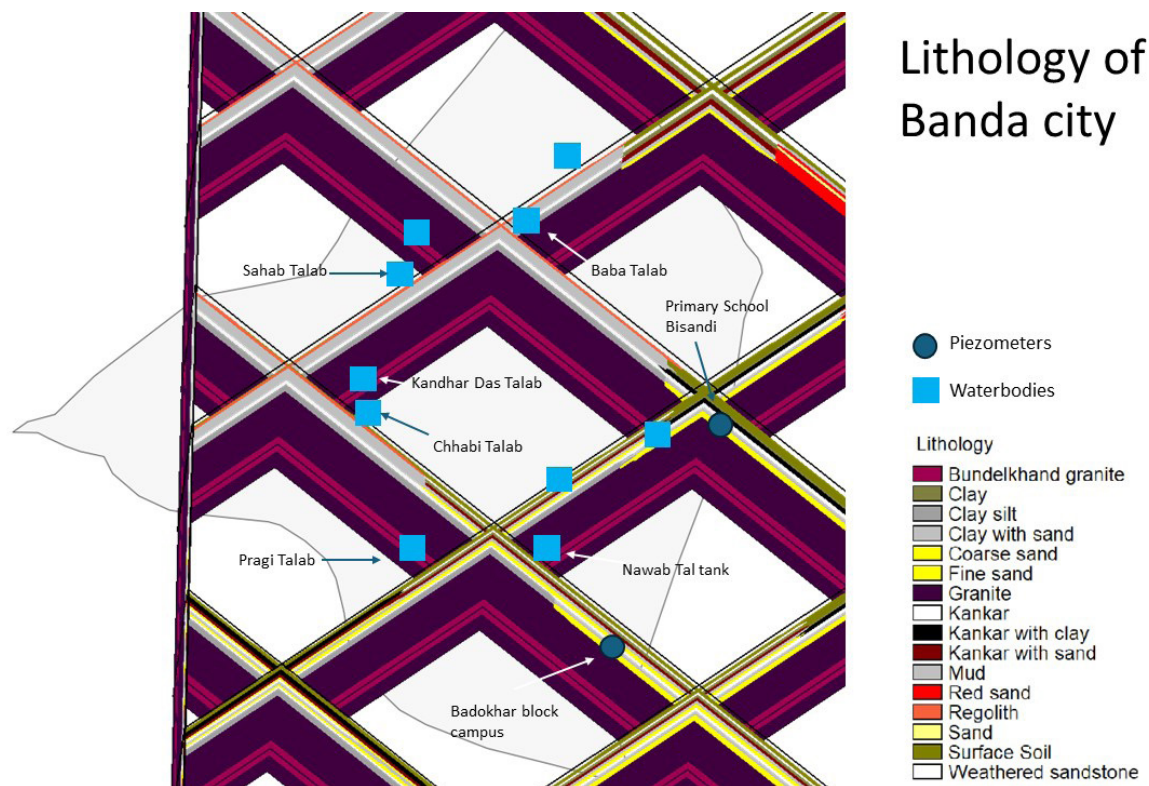 Lithology of
Banda city
Sahab Talab
Baba Talab
Primary School
Bisandi
Kandhar Das Talab
Chhabi Talab
Pragi Talab
Nawab Tal tank
Badokhar block
campus
Piezometers
Waterbodies
Lithology
Bundelkhand granite
Clay
Clay silt
Clay with sand
Coarse sand
Fine sand
Granite
Kankar
Kankar with clay
Kankar with sand
Mud
Red sand
Regolith
Sand
Surface Soil
Weathered sandstone